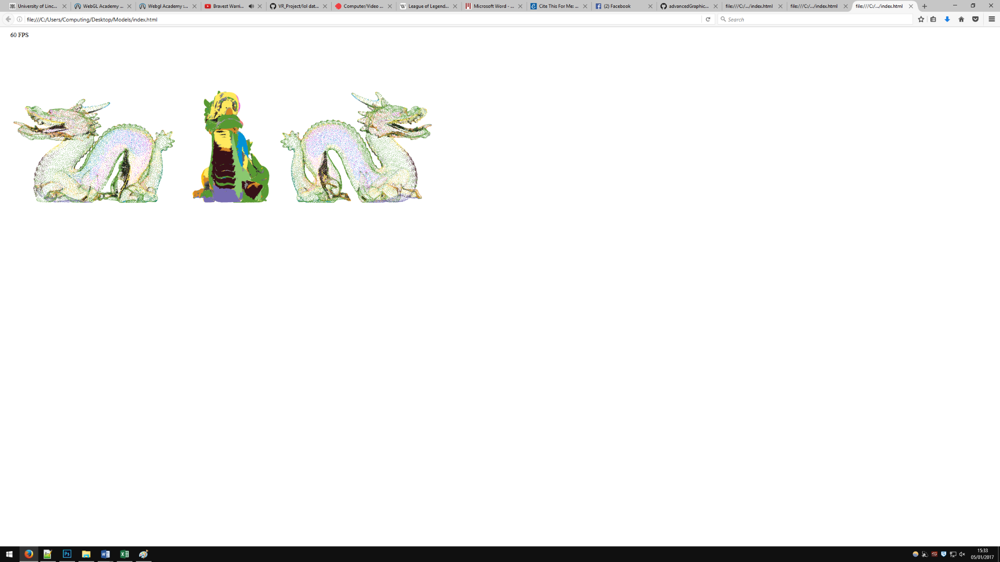 University of Linc...
WebGL Academy ...
Webgl Academy :...
Bravest Warri...
VR_Project/lol dat...
Computer/Video ...
League of Legend...
Microsoft Word - ...
Cite This For Me: ...
(2) Facebook
advancedGraphic...
file:///C:/.../index.html
file:///C:/.../index.html
file:///C:/.../index.html
file:///C:/Users/Computing/Desktop/Models/index.html
Search
60 FPS
15:33
05/01/2017